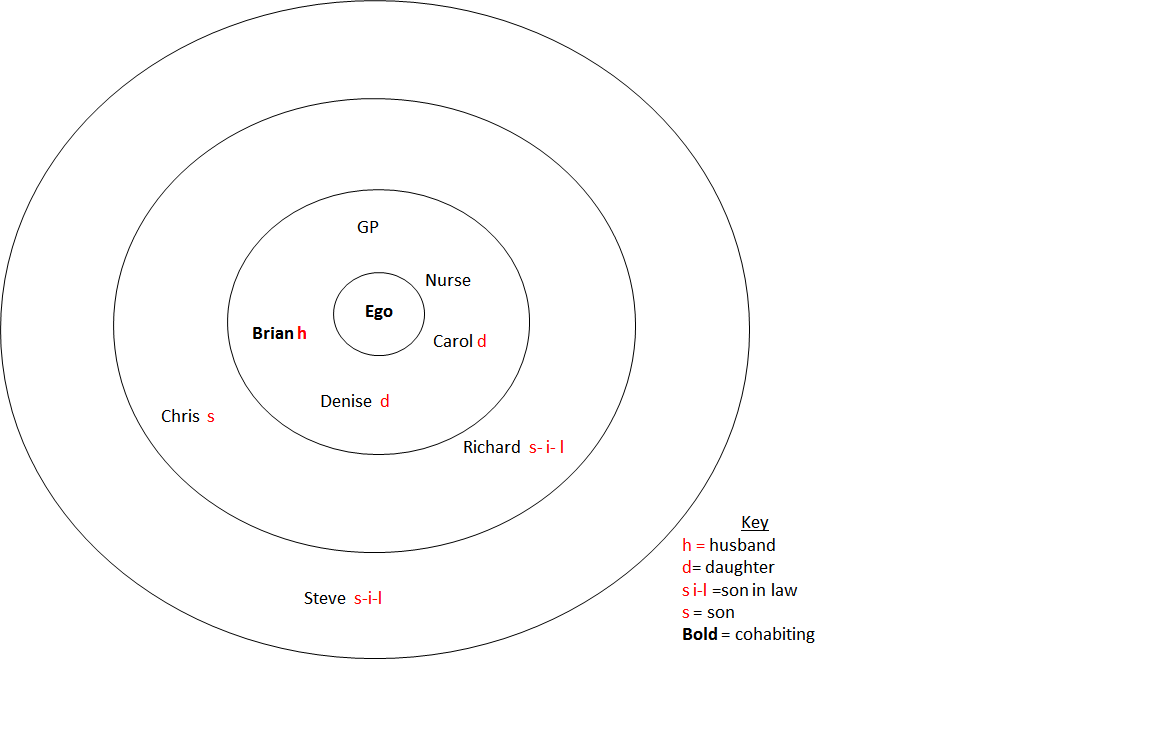 GP
Nurse
Ego
Brian h
Carol d
Denise d
Chris s
Richard s- i- l
Steve s-i-l
Key
h = husband
d= daughter
s i-l =son in law
s = son
Bold = cohabiting